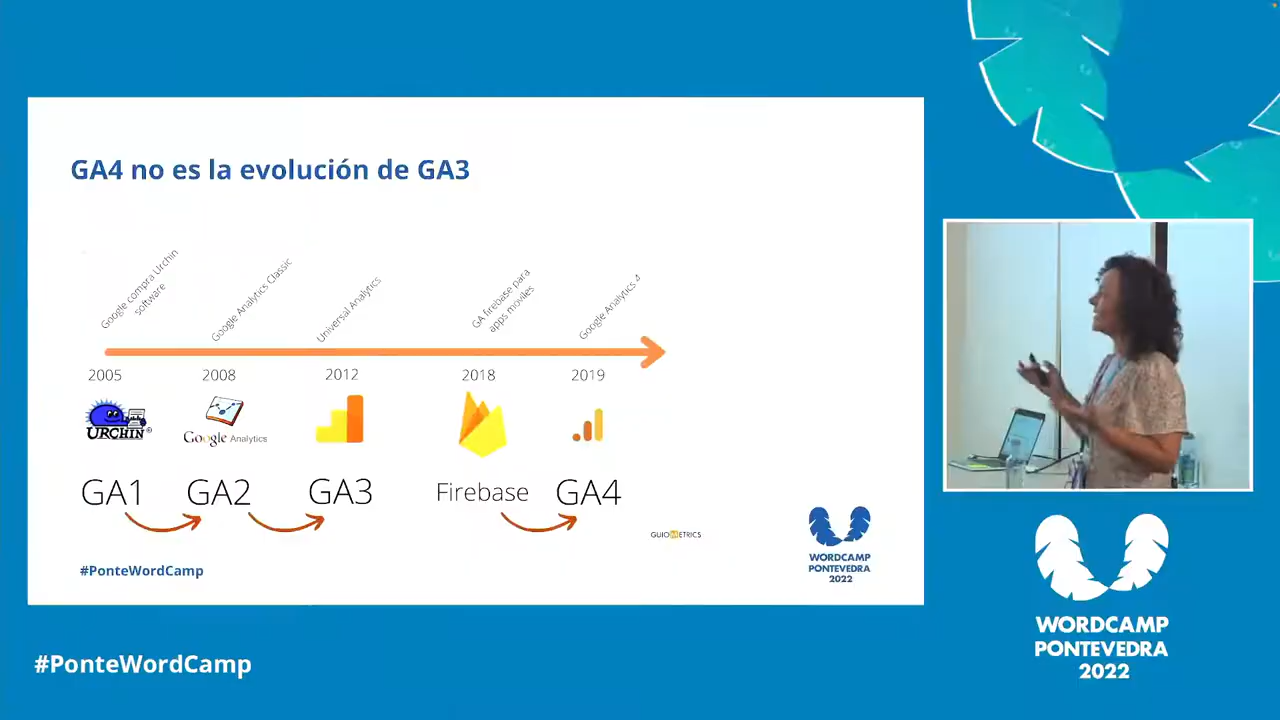 GA4 no es la evolución de GA3
Google compra Urchin
software
Google Analytics Classic
Universal Analytics
GA firebase para
apps moviles
Google Analytics 4
2005
2008
2012
2018
2019
URCHIN
Google Analytics
GA1
GA2
GA3
Firebase
GA4
GUIOMETRICS
WORDCAMP
PONTEVEDRA
2022
#PonteWordCamp
#PonteWordCamp
WORDCAMP
PONTEVEDRA
2022